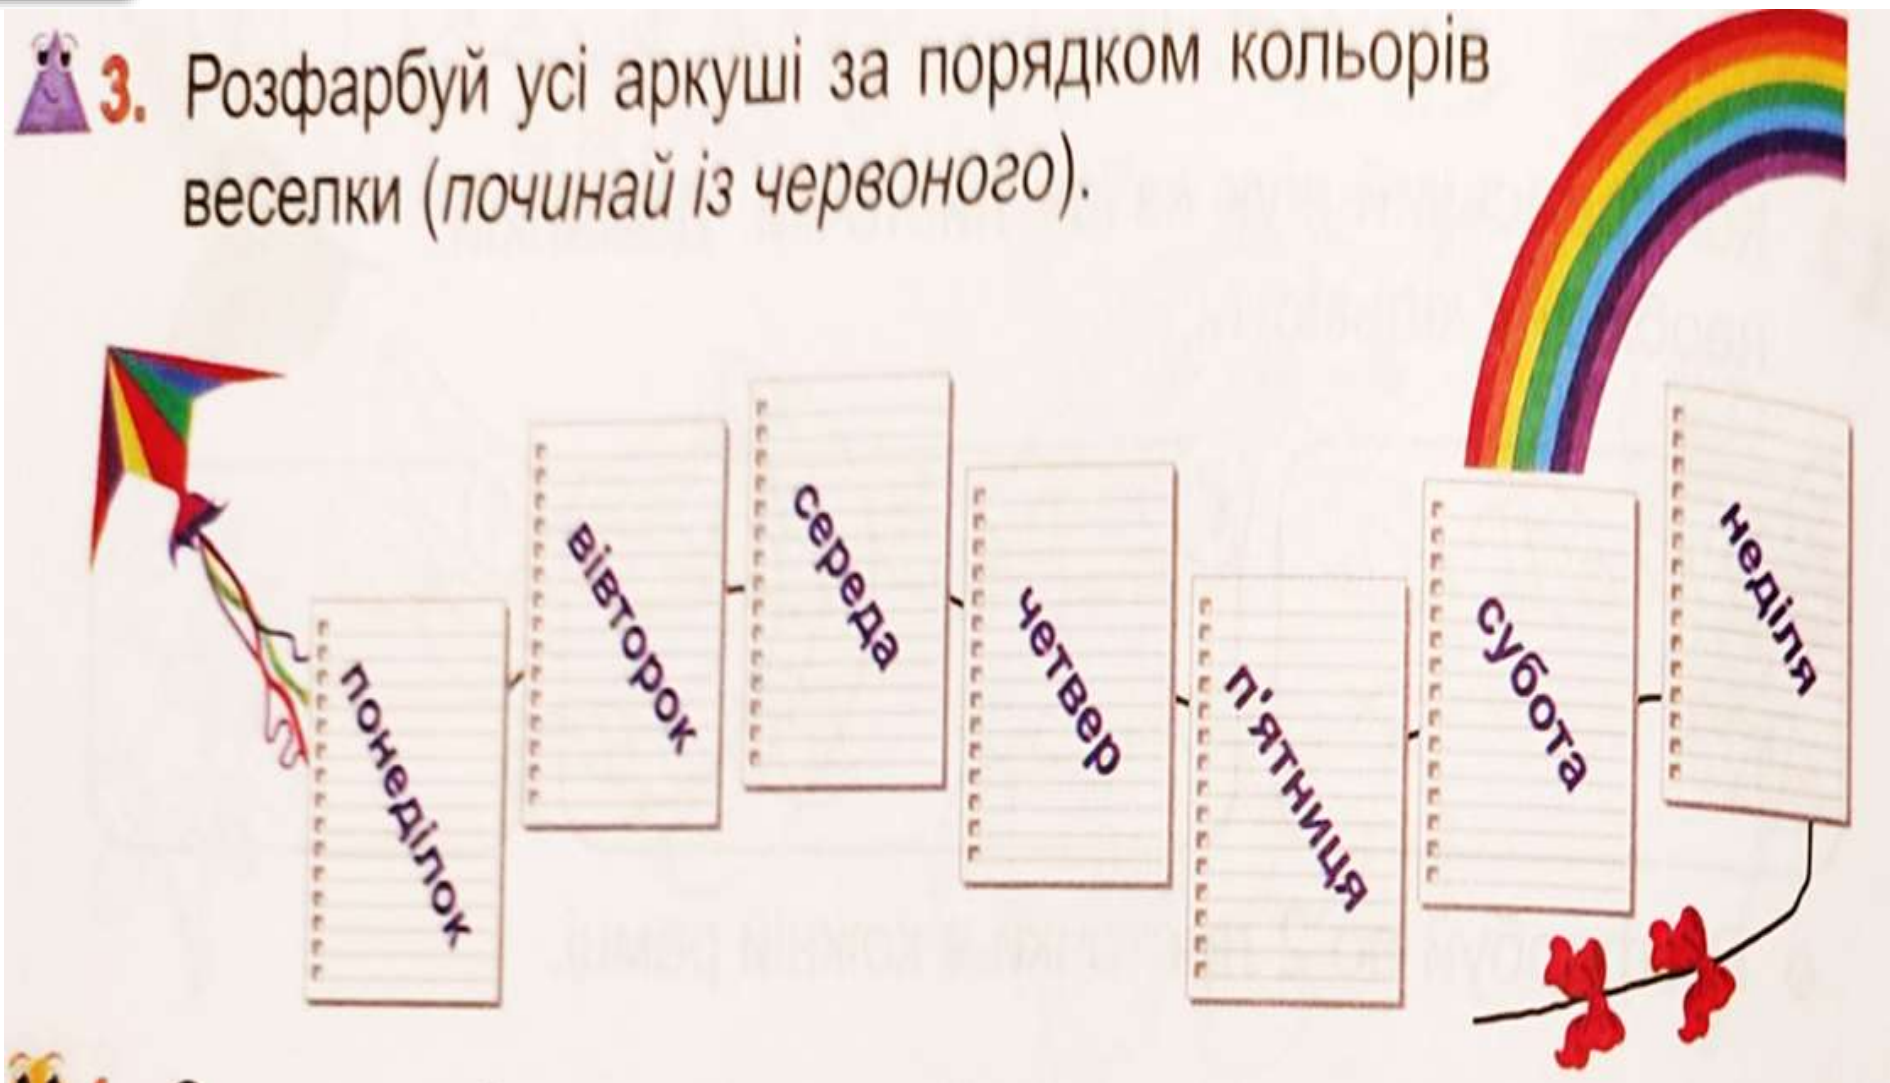 3. Розфарбуй усі аркуші за порядком кольорів
веселки (починай із червоного).
понеділок
вівторок
середа
четвер
п'ятниця
субота
неділя